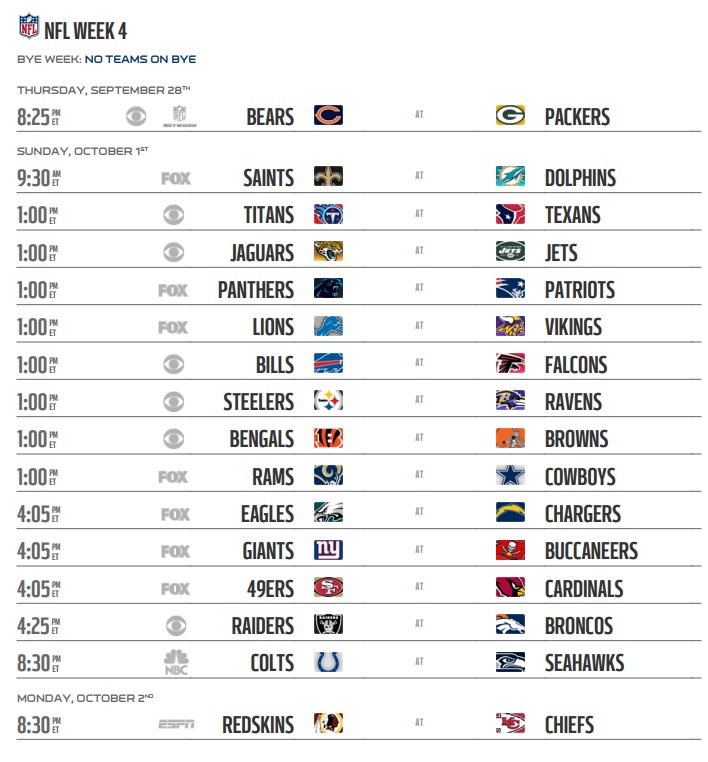 NFL NFL WEEK 4
BYE WEEK: NO TEAMS ON BYE
THURSDAY, SEPTEMBER 28TH
8:25 PM ET NFL BEARS AT PACKERS
SUNDAY, OCTOBER 1ST
9:30 AM ET FOX SAINTS AT DOLPHINS
1:00 PM ET TITANS AT TEXANS
1:00 PM ET JAGUARS AT JETS JETS
1:00 PM ET FOX PANTHERS AT PATRIOTS
1:00 PM ET FOX LIONS AT VIKINGS
1:00 PM ET BILLS AT FALCONS
1:00 PM ET STEELERS AT RAVENS
1:00 PM ET BENGALS AT BROWNS
1:00 PM ET FOX RAMS AT COWBOYS
4:05 PM ET FOX EAGLES AT CHARGERS
4:05 PM ET FOX GIANTS ny AT BUCCANEERS
4:05 PM ET FOX 49ERS SF AT CARDINALS
4:25 PM ET RAIDERS RAIDERS AT BRONCOS
8:30 PM ET NBC COLTS AT SEAHAWKS
MONDAY, OCTOBER 2ND
8:30 PM ET ESPN REDSKINS AT KC CHIEFS